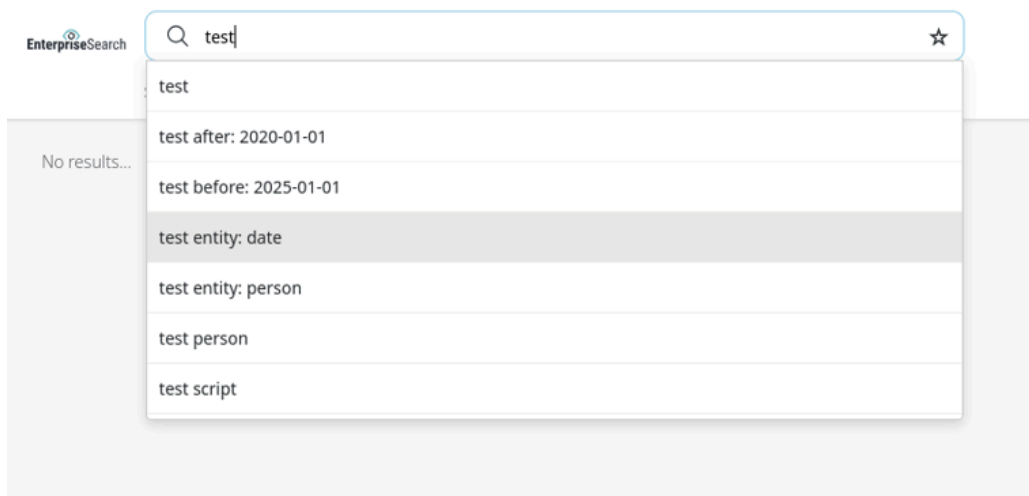 EnterpriseSearch
test
test
test after: 2020-01-01
test before: 2025-01-01
No results...
test entity: date
test entity: person
test person
test script